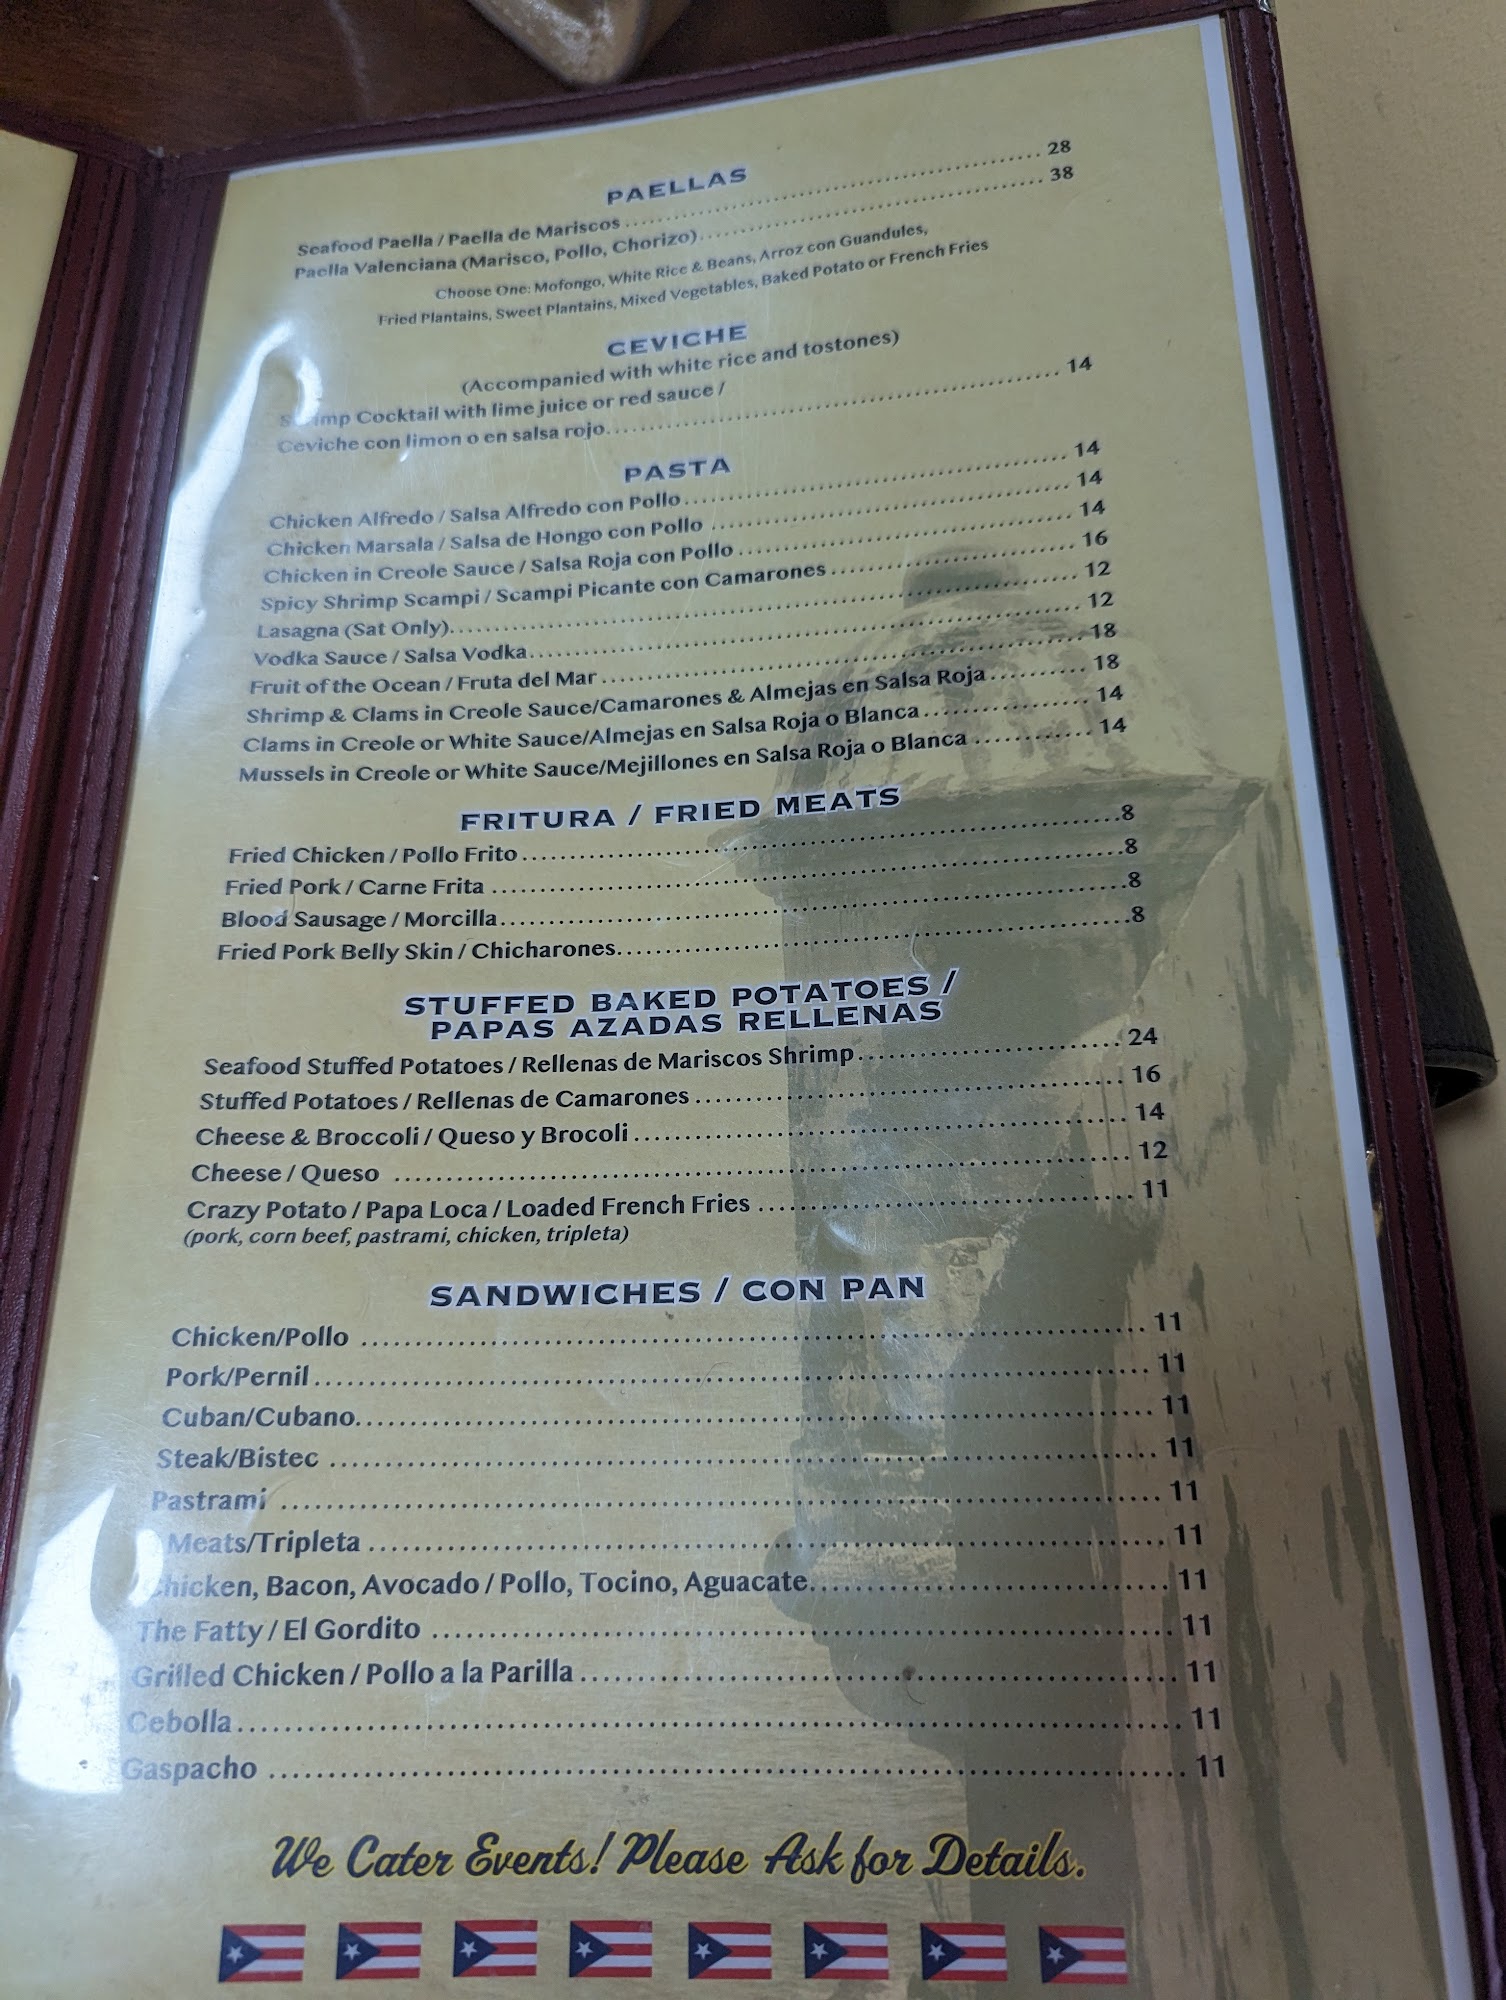 PAELLAS
Seafood Paella / Paella de Mariscos ........ 28
Paella Valenciana (Marisco, Pollo, Chorizo) ........ 38
Choose One: Mofongo, White Rice & Beans, Arroz con Guandules,
Fried Plantains, Sweet Plantains, Mixed Vegetables, Baked Potato or French Fries
CEVICHE
(Accompanied with white rice and tostones)
Shrimp Cocktail with lime juice or red sauce /
Ceviche con limon o en salsa rojo ........ 14
PASTA
Chicken Alfredo / Salsa Alfredo con Pollo ........ 14
Chicken Marsala / Salsa de Hongo con Pollo ........ 14
Chicken in Creole Sauce / Salsa Roja con Pollo ........ 14
Spicy Shrimp Scampi / Scampi Picante con Camarones ........ 16
Lasagna (Sat Only) ........ 12
Vodka Sauce / Salsa Vodka ........ 12
Fruit of the Ocean / Fruta del Mar ........ 18
Shrimp & Clams in Creole Sauce/Camarones & Almejas en Salsa Roja ........ 18
Clams in Creole or White Sauce/Almejas en Salsa Roja o Blanca ........ 14
Mussels in Creole or White Sauce/Mejillones en Salsa Roja o Blanca ........ 14
FRITURA / FRIED MEATS
Fried Chicken / Pollo Frito ........ 8
Fried Pork / Carne Frita ........ 8
Blood Sausage / Morcilla ........ 8
Fried Pork Belly Skin / Chicharones ........ 8
STUFFED BAKED POTATOES /
PAPAS AZADAS RELLENAS
Seafood Stuffed Potatoes / Rellenas de Mariscos Shrimp ........ 24
Stuffed Potatoes / Rellenas de Camarones ........ 16
Cheese & Broccoli / Queso y Brocoli ........ 14
Cheese / Queso ........ 12
Crazy Potato / Papa Loca / Loaded French Fries ........ 11
(pork, corn beef, pastrami, chicken, tripleta)
SANDWICHES / CON PAN
Chicken/Pollo ........ 11
Pork/Pernil ........ 11
Cuban/Cubano ........ 11
Steak/Bistec ........ 11
Pastrami ........ 11
Meats/Tripleta ........ 11
Chicken, Bacon, Avocado / Pollo, Tocino, Aguacate ........ 11
The Fatty / El Gordito ........ 11
Grilled Chicken / Pollo a la Parilla ........ 11
Cebolla ........ 11
Gaspacho ........ 11
We Cater Events! Please Ask for Details.